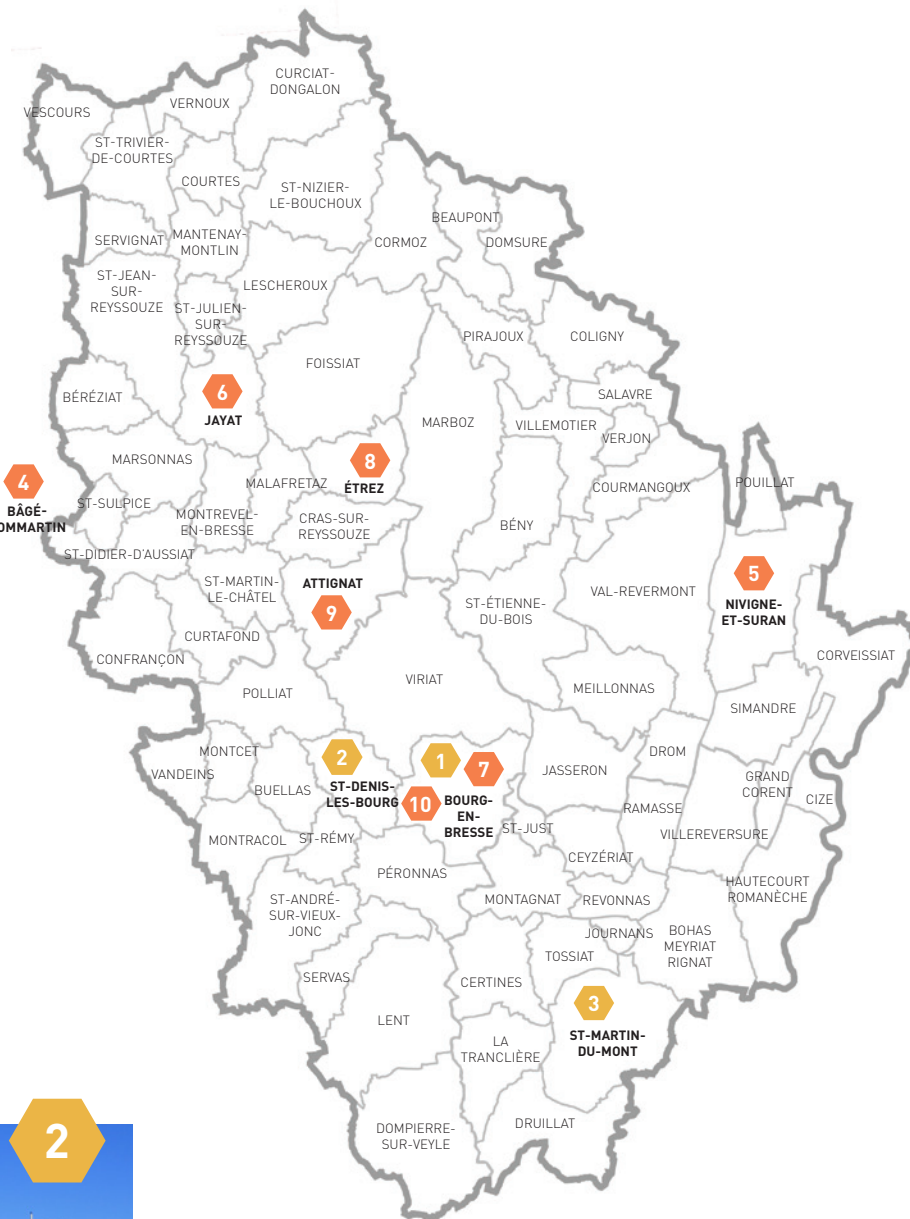 CURCIAT-
DONGALON
VERNOUX
VESCOURS
ST-TRIVIER-
DE-COURTES
COURTES
ST-NIZIER-
LE-BOUCHOUX
BEAUPONT
SERVIGNAT
MANTENAY-
MONTLIN
CORMOZ
DOMSURE
ST-JEAN-
SUR-
REYSSOUZE
LESCHEROUX
ST-JULIEN-
SUR-
REYSSOUZE
PIRAJOUX
COLIGNY
FOISSIAT
6
JAYAT
BÉRÉZIAT
SALAVRE
MARBOZ
VILLEMOTIER
VERJON
MARSONNAS
8
ÉTREZ
4
BÂGÉ-
OMMARTIN
MALAFRETAZ
COURMANGOUX
POUILLAT
ST-SULPICE
MONTREVEL-
EN-BRESSE
CRAS-SUR-
REYSSOUZE
BÉNY
ST-DIDIER-D'AUSSIAT
5
NIVIGNE-
ET-SURAN
ST-MARTIN-
LE-CHÂTEL
ATTIGNAT
9
ST-ÉTIENNE-
DU-BOIS
VAL-REVERMONT
CURTAFOND
CONFRANÇON
CORVEISSIAT
VIRIAT
POLLIAT
MEILLONNAS
SIMANDRE
MONTCET
2
ST-DENIS-
LES-BOURG
1
7
10
BOURG-
EN-
BRESSE
JASSERON
DROM
VANDEINS
BUELLAS
GRAND
CORENT
CIZE
RAMASSE
ST-JUST
VILLEREVERSURE
MONTRACOL
ST-RÉMY
CEYZÉRIAT
PÉRONNAS
HAUTECOURT
ROMANÈCHE
ST-ANDRÉ-
SUR-VIEUX-
JONC
MONTAGNAT
REVONNAS
JOURNANS
BOHAS
MEYRIAT
RIGNAT
TOSSIAT
SERVAS
CERTINES
LENT
3
ST-MARTIN-
DU-MONT
LA
TRANCLIÈRE
DOMPIERRE-
SUR-VEYLE
DRUILLAT
2